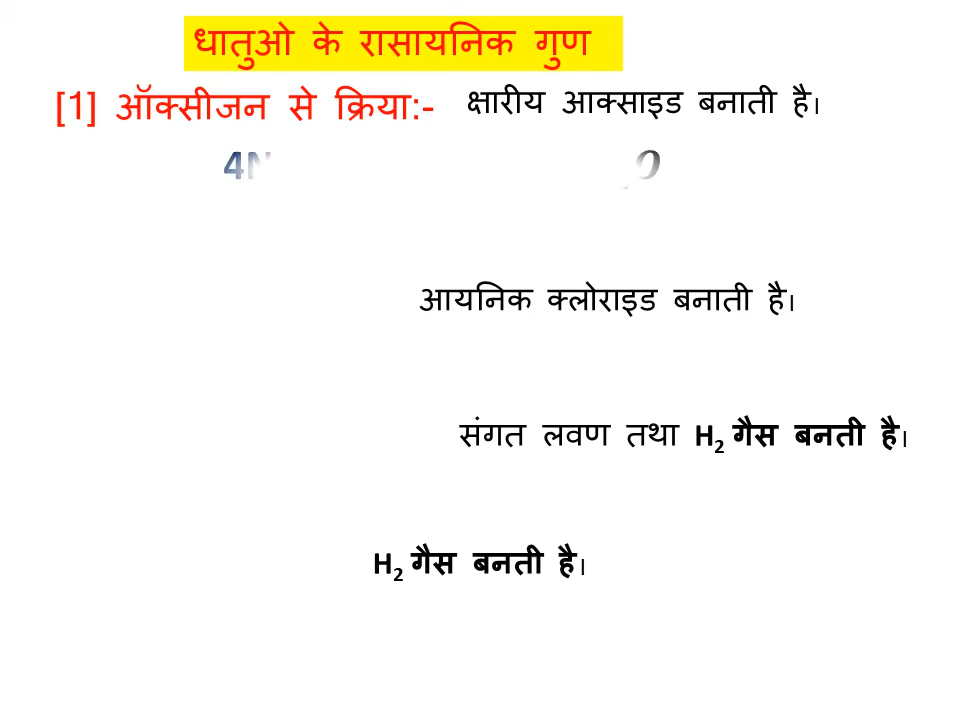 धातुओ के रासायनिक गुण
[1] ऑक्सीजन से क्रिया:- क्षारीय आक्साइड बनाती है।
आयनिक क्लोराइड बनाती है।
संगत लवण तथा H₂ गैस बनती है।
H₂ गैस बनती है।